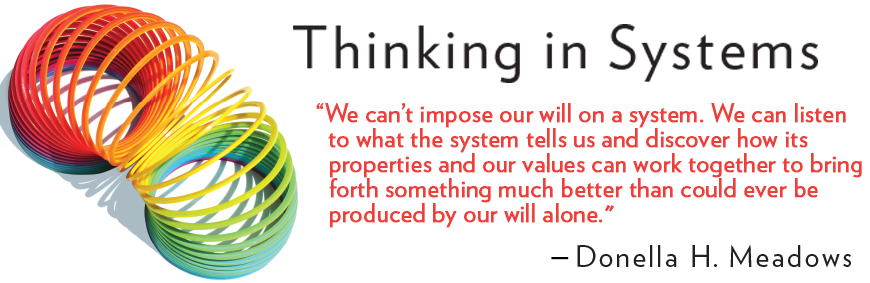 Thinking in Systems
“We can’t impose our will on a system. We can listen
to what the system tells us and discover how its
properties and our values can work together to bring
forth something much better than could ever be
produced by our will alone.”
– Donella H. Meadows